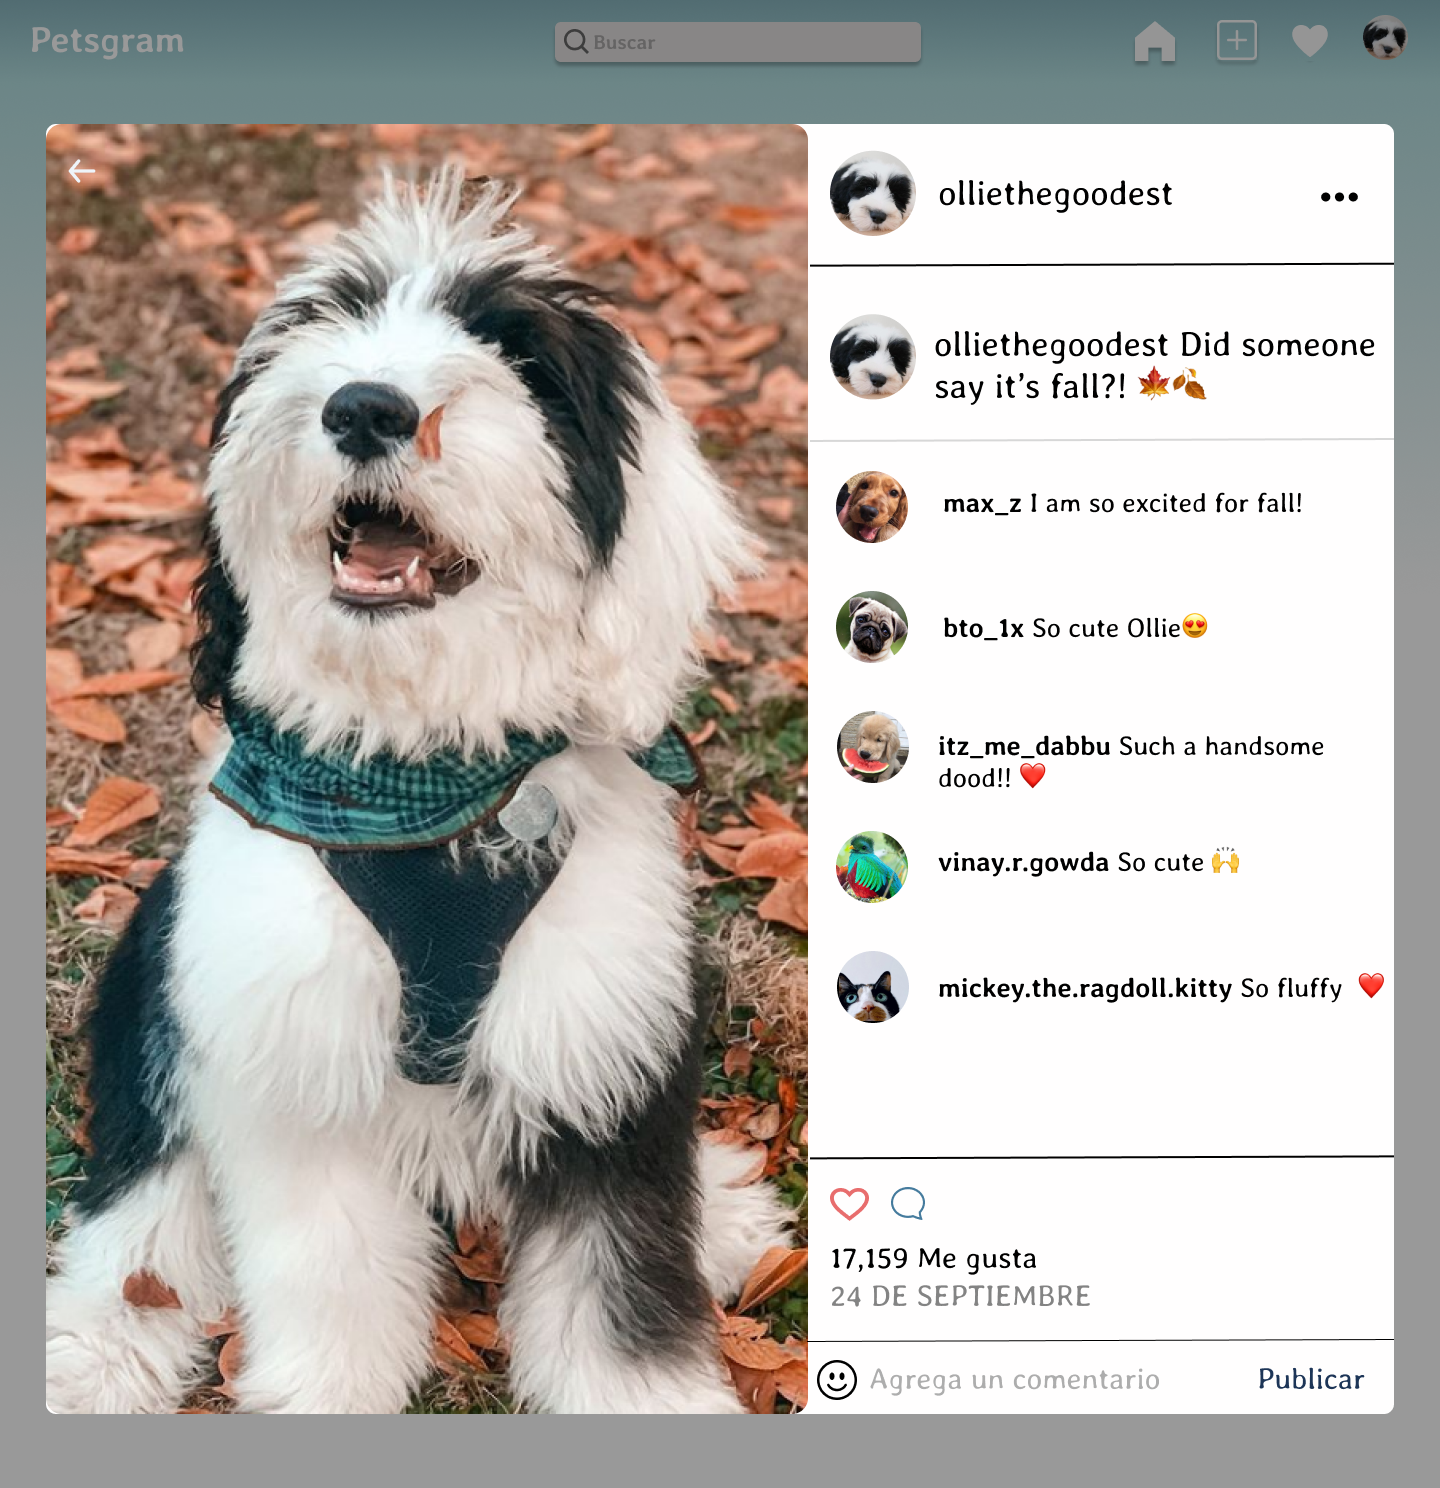 Petsgram
Buscar
olliethegoodest
olliethegoodest Did someone
say it’s fall?! 🍁🍂
max_z I am so excited for fall!
bto_1x So cute Ollie😍
itz_me_dabbu Such a handsome
dood!! ❤️
vinay.r.gowda So cute 🙌
mickey.the.ragdoll.kitty So fluffy ❤️
17,159 Me gusta
24 DE SEPTIEMBRE
Agrega un comentario
Publicar